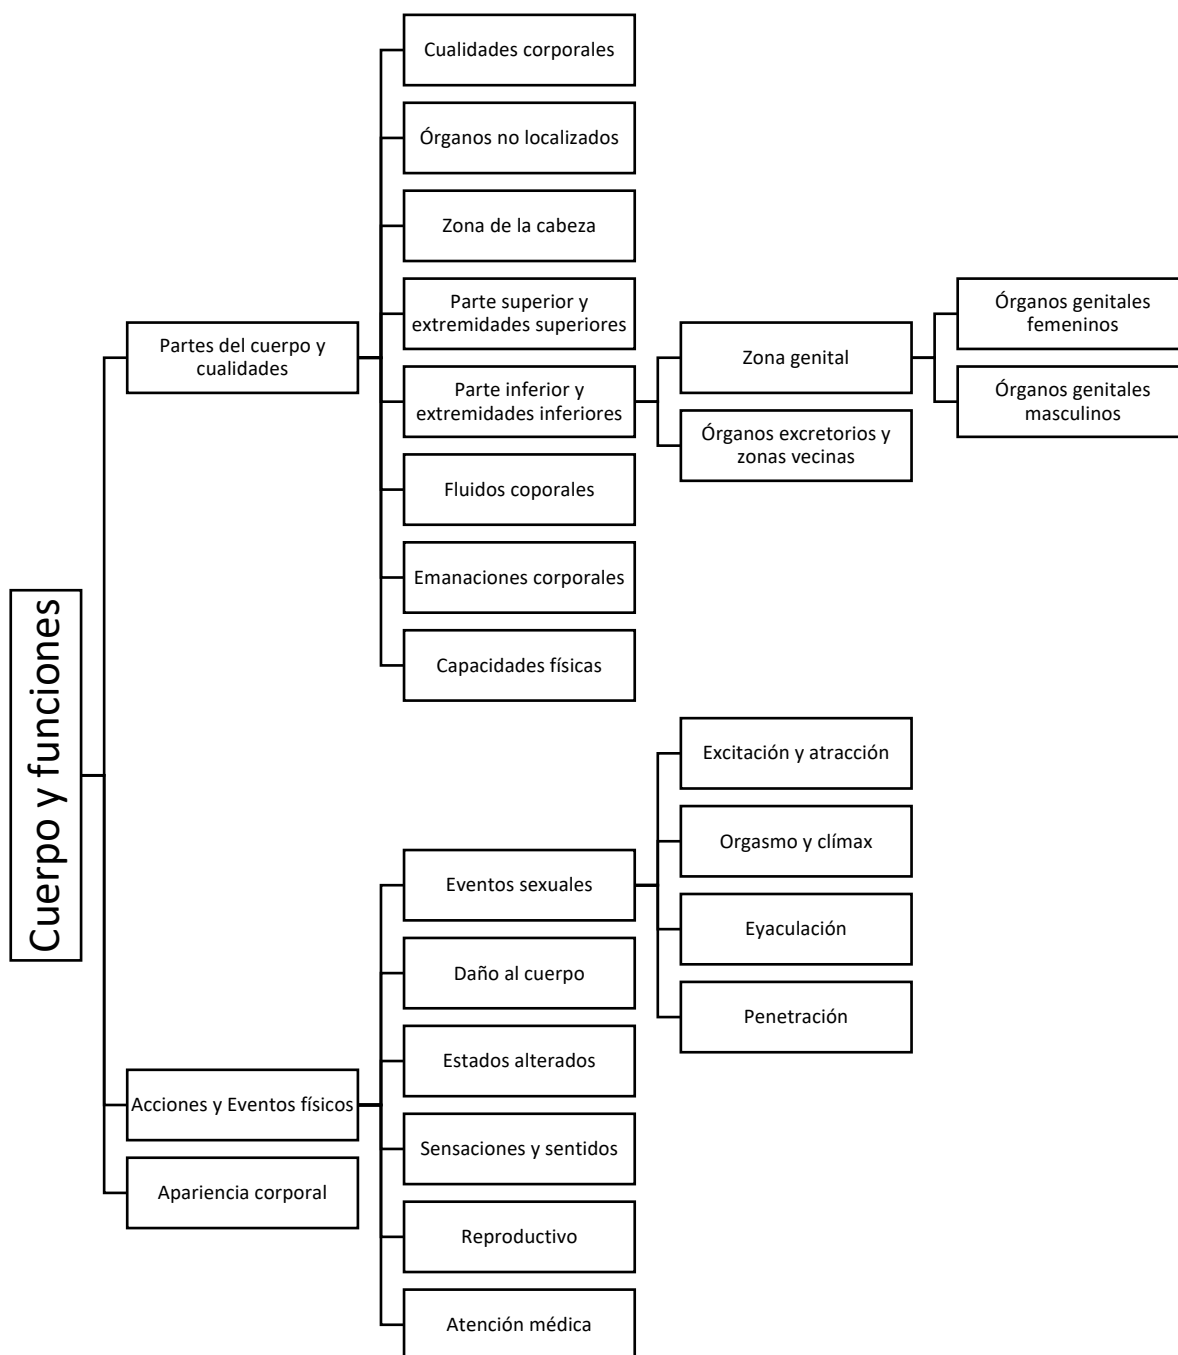 Cuerpo y funciones
Partes del cuerpo y
cualidades
Cualidades corporales
Órganos no localizados
Zona de la cabeza
Parte superior y
extremidades superiores
Parte inferior y
extremidades inferiores
Zona genital
Órganos genitales
femeninos
Órganos genitales
masculinos
Órganos excretorios y
zonas vecinas
Fluidos coporales
Emanaciones corporales
Capacidades físicas
Acciones y Eventos físicos
Eventos sexuales
Excitación y atracción
Orgasmo y clímax
Eyaculación
Penetración
Daño al cuerpo
Estados alterados
Sensaciones y sentidos
Reproductivo
Atención médica
Apariencia corporal